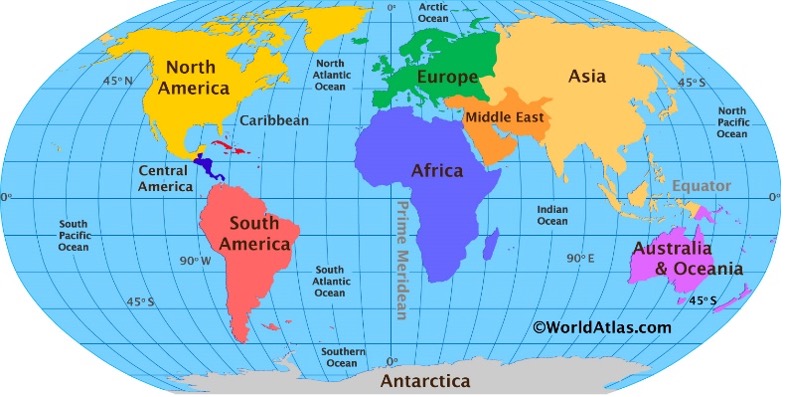 0°
Arctic
Ocean
North
America
45° N
North
Atlantic
Ocean
Europe
Asia
45° S
Caribbean
Middle East
North
Pacific
Ocean
Central
America
Africa
Equator
0°
0°
South
Pacific
Ocean
South
America
Prime Meridean
Indian
Ocean
Australia
& Oceania
90° W
90° E
South
Atlantic
Ocean
45° S
45° S
©WorldAtlas.com
Southern
Ocean
0°
Antarctica